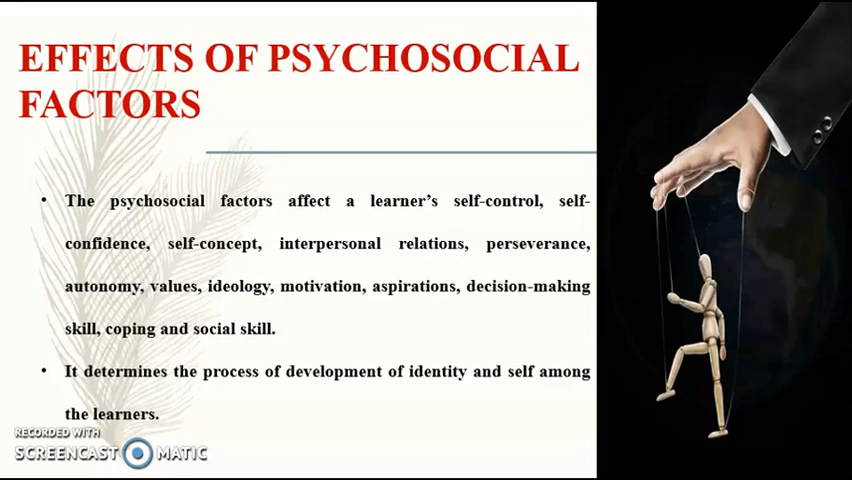 EFFECTS OF PSYCHOSOCIAL
FACTORS
• The psychosocial factors affect a learner’s self-control, self-
confidence, self-concept, interpersonal relations, perseverance,
autonomy, values, ideology, motivation, aspirations, decision-making
skill, coping and social skill.
• It determines the process of development of identity and self among
the learners.
RECORDED WITH
SCREENCAST MATIC